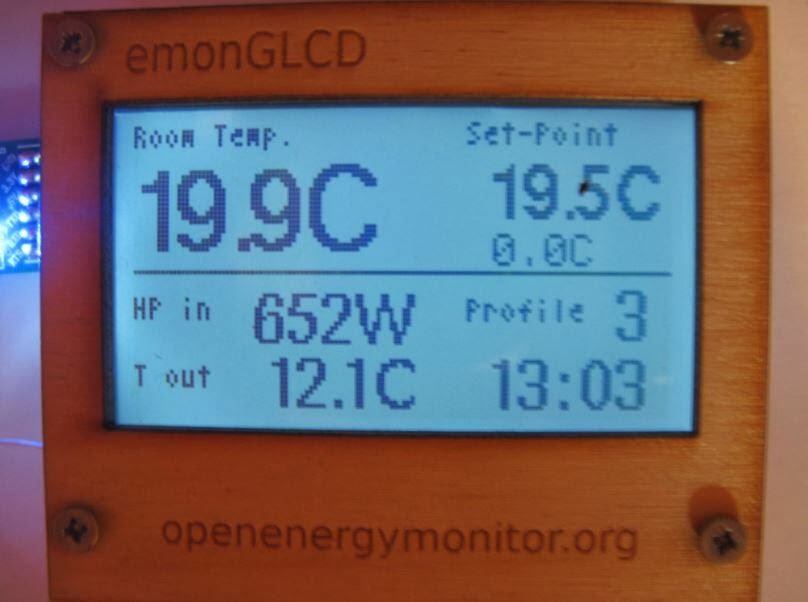 emonGLCD
Room Temp. Set-Point
19.9C 19.5C
0.0C
HP in 652W Profile 3
T out 12.1C 13:03
openenergymonitor.org